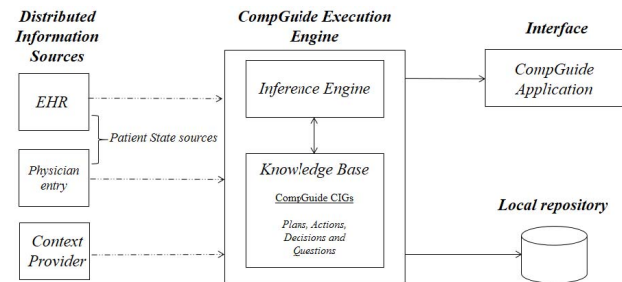 Distributed
Information
Sources
EHR
Patient State sources
Physician
entry
Context
Provider
CompGuide Execution
Engine
Inference Engine
Knowledge Base
CompGuide CIGs
Plans, Actions,
Decisions and
Questions
Interface
CompGuide
Application
Local repository